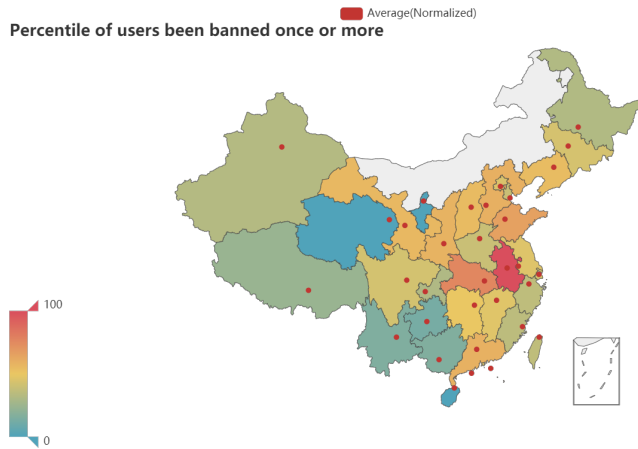 Average(Normalized)
Percentile of users been banned once or more
100
0